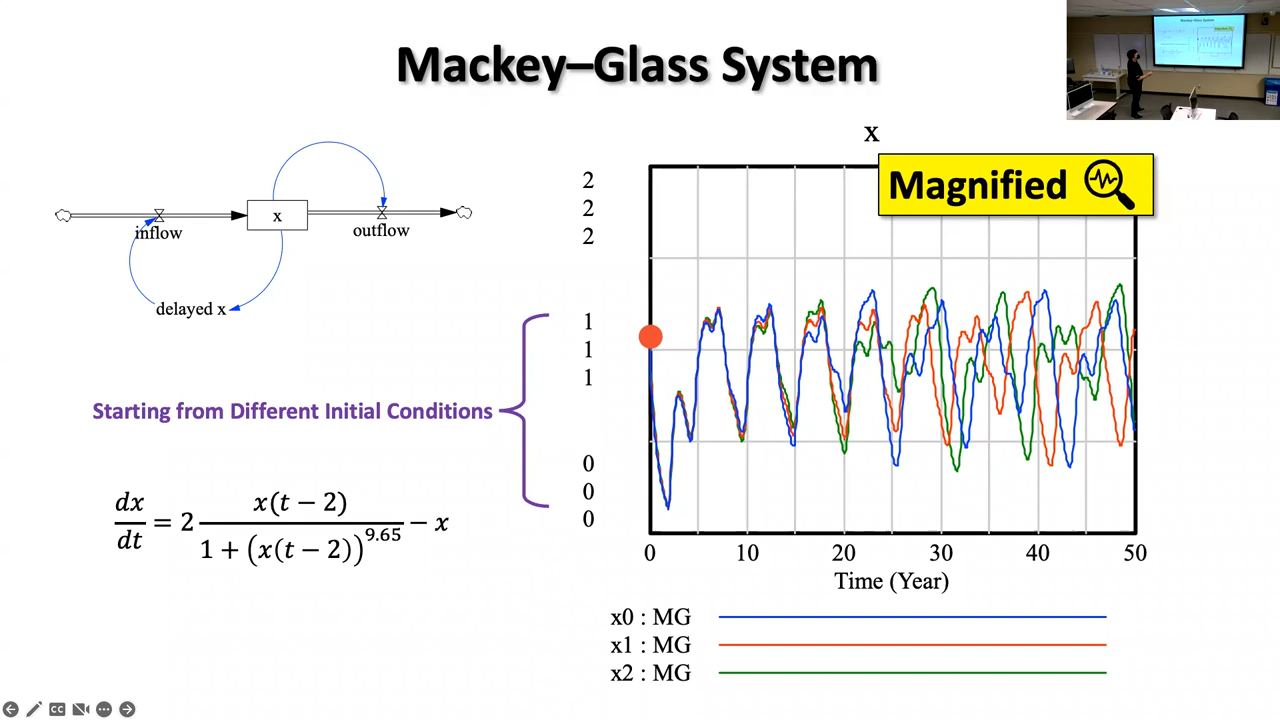 Mackey–Glass System
x
Magnified
inflow
x
outflow
delayed x
Starting from Different Initial Conditions
dx/dt = 2 x(t − 2) / 1 + (x(t − 2))^9.65 − x
2
2
2
1
1
1
0
0
0
0 10 20 30 40 50
Time (Year)
x0 : MG
x1 : MG
x2 : MG
CC